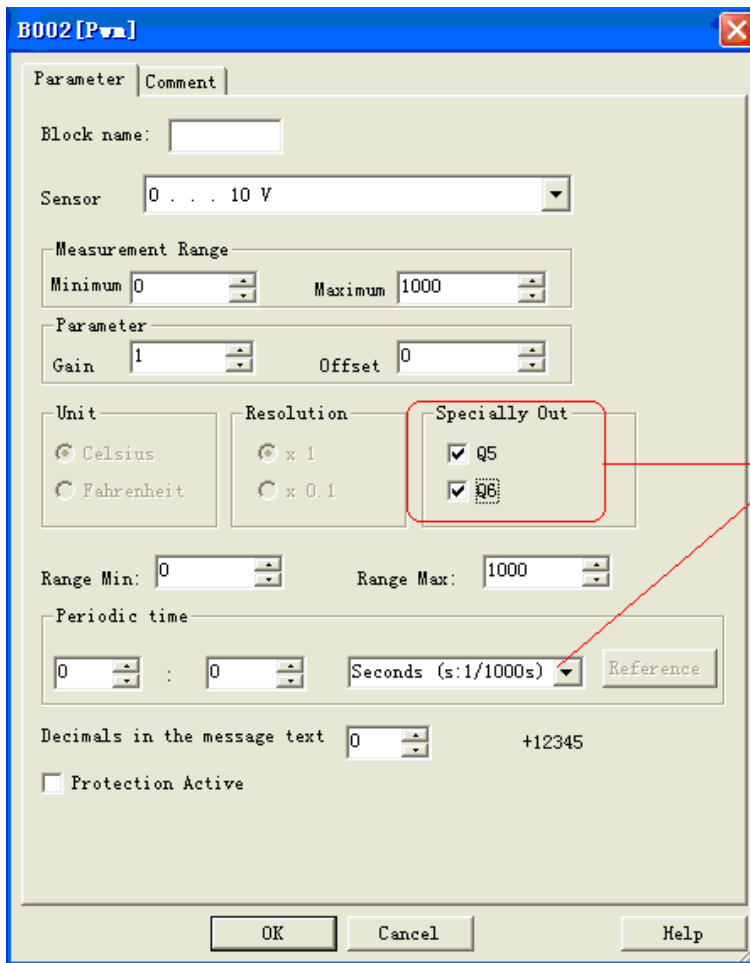 B002[Pwm]
Parameter Comment
Block name:
Sensor 0 . . . 10 V
Measurement Range
Minimum 0 Maximum 1000
Parameter
Gain 1 Offset 0
Unit Resolution Specially Out
Celsius x 1 Q5
Fahrenheit x 0.1 Q6
Range Min: 0 Range Max: 1000
Periodic time
0 : 0 Seconds (s:1/1000s) Reference
Decimals in the message text 0 +12345
Protection Active
OK Cancel Help